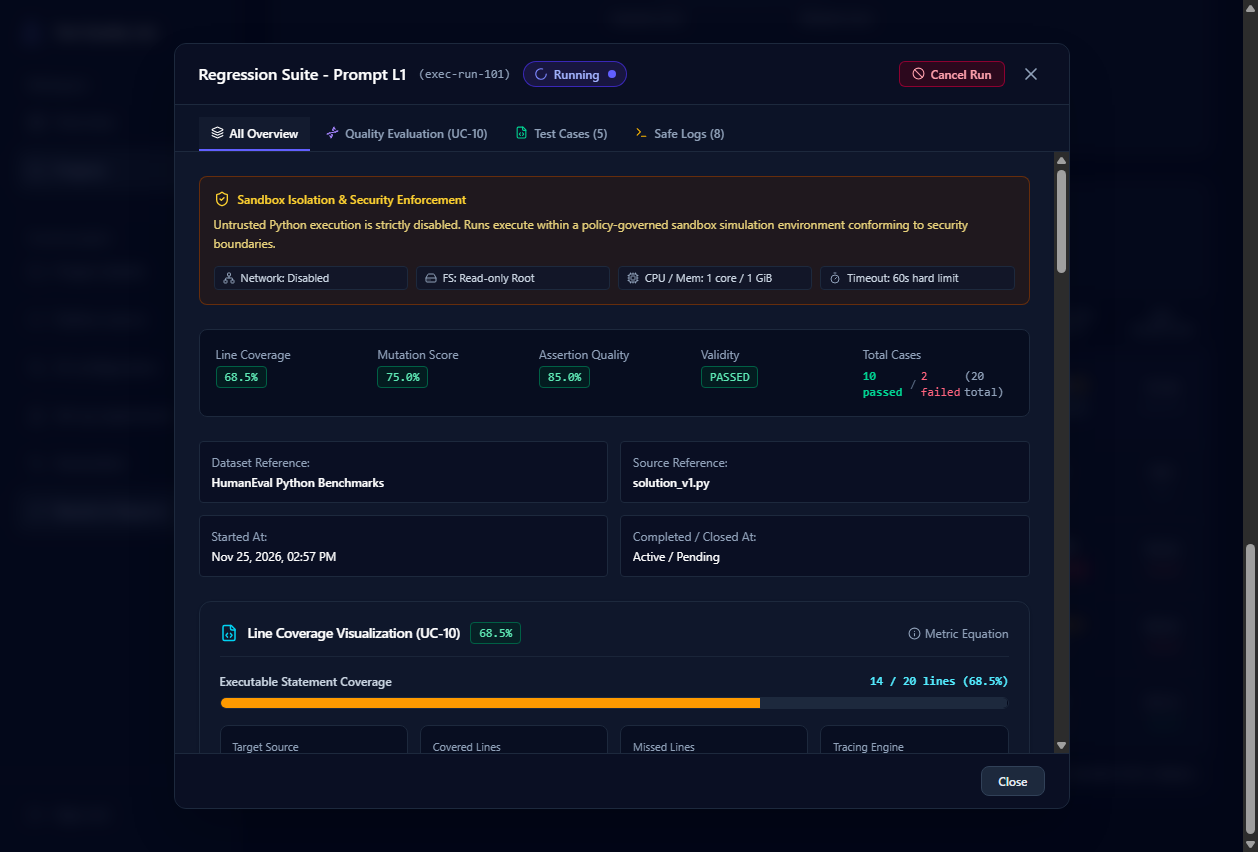 Regression Suite - Prompt L1 (exec-run-101) Running Cancel Run
All Overview Quality Evaluation (UC-10) Test Cases (5) Safe Logs (8)
Sandbox Isolation & Security Enforcement
Untrusted Python execution is strictly disabled. Runs execute within a policy-governed sandbox simulation environment conforming to security
boundaries.
Network: Disabled FS: Read-only Root CPU / Mem: 1 core / 1 GiB Timeout: 60s hard limit
Line Coverage Mutation Score Assertion Quality Validity Total Cases
68.5% 75.0% 85.0% PASSED 10 passed / 2 failed (20 total)
Dataset Reference: Source Reference:
HumanEval Python Benchmarks solution_v1.py
Started At: Completed / Closed At:
Nov 25, 2026, 02:57 PM Active / Pending
Line Coverage Visualization (UC-10) 68.5% Metric Equation
Executable Statement Coverage 14 / 20 lines (68.5%)
Target Source Covered Lines Missed Lines Tracing Engine
Close